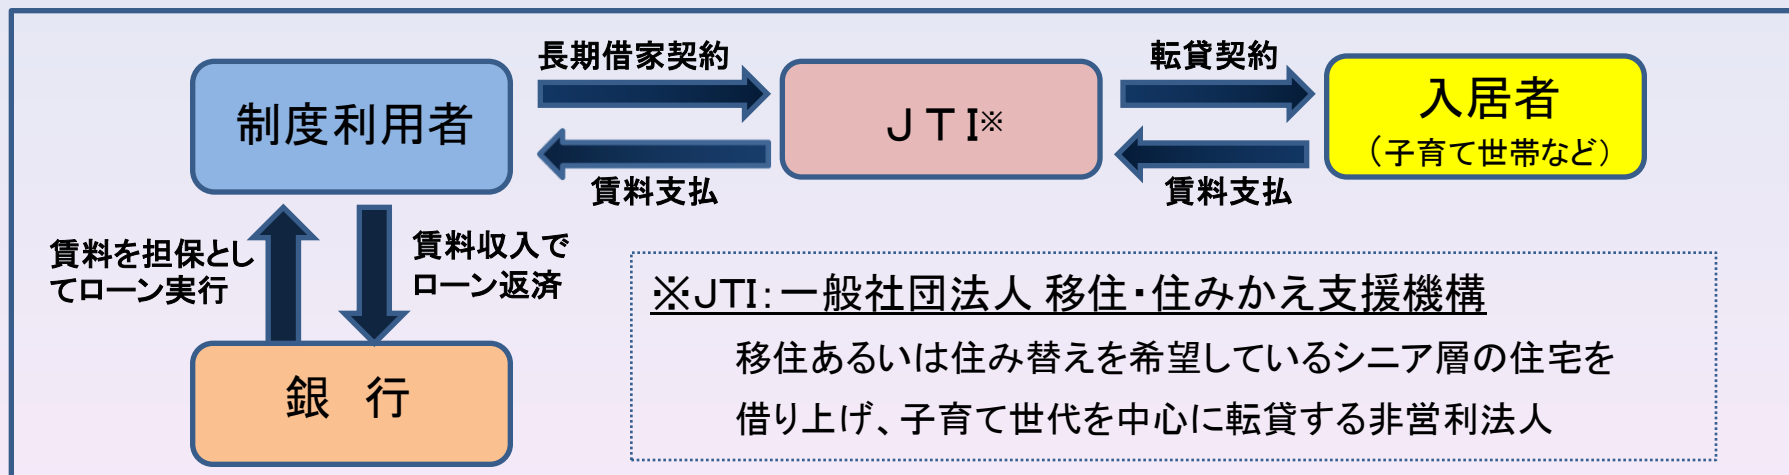 長期借家契約
転貸契約
制度利用者
JTI※
入居者
(子育て世帯など)
賃料支払
賃料支払
賃料を担保とし
てローン実行
賃料収入で
ローン返済
銀 行
※JTI:一般社団法人 移住・住みかえ支援機構
移住あるいは住み替えを希望しているシニア層の住宅を
借り上げ、子育て世代を中心に転貸する非営利法人